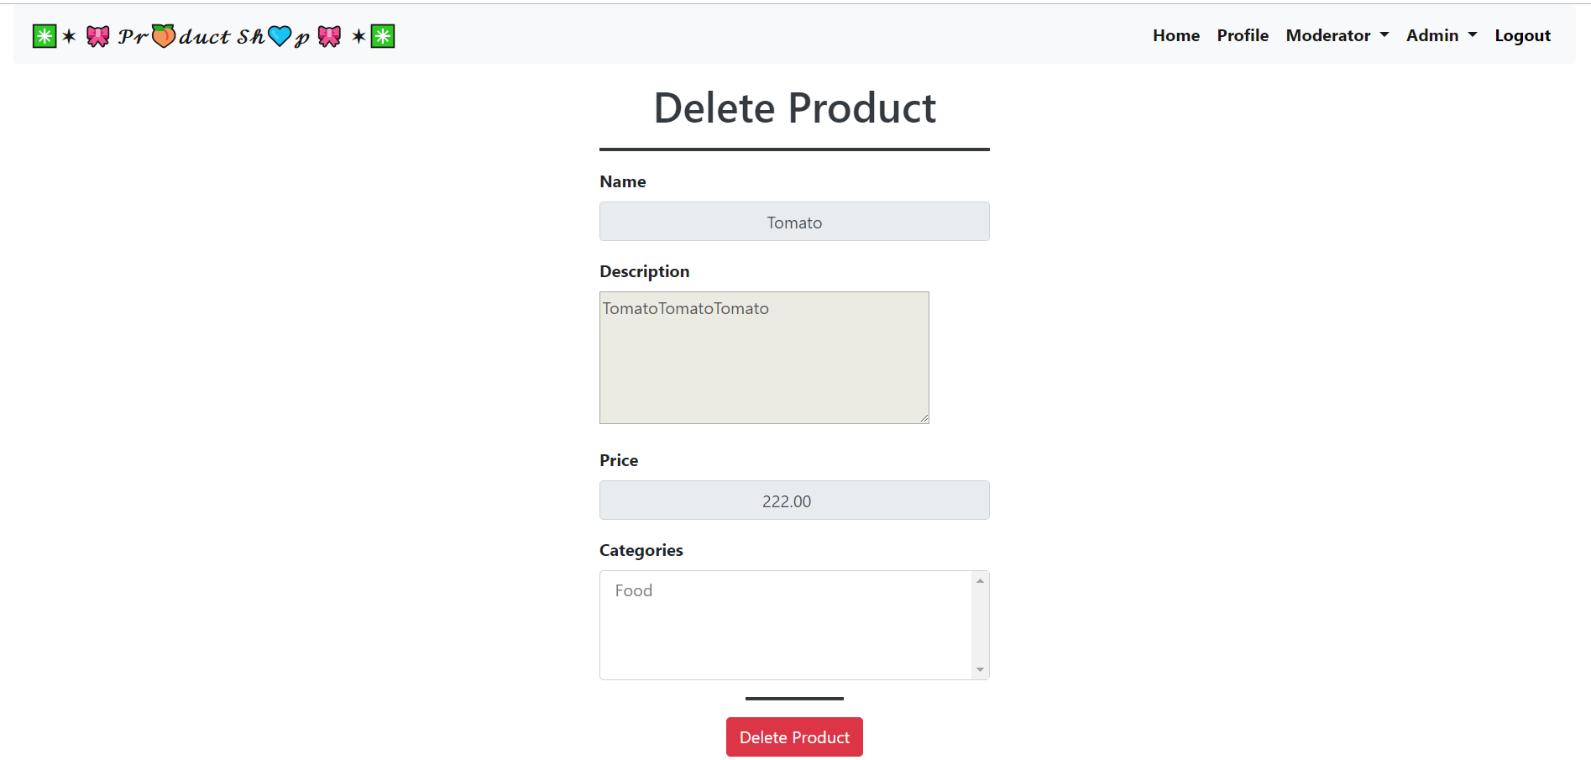 ✳️✶ 🎀 𝒫𝓇🍑𝒹𝓊𝒸𝓉 𝒮𝒽💙𝓅 🎀 ✶✳️
Home Profile Moderator Admin Logout
Delete Product
Name
Tomato
Description
TomatoTomatoTomato
Price
222.00
Categories
Food
Delete Product